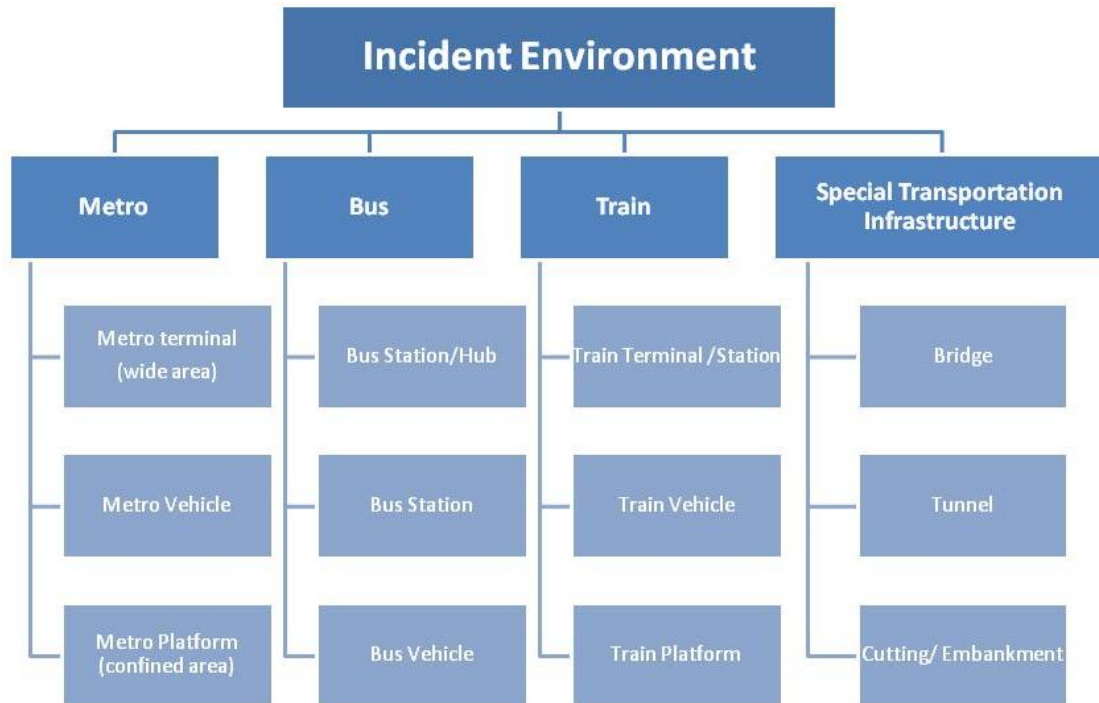 Incident Environment
Metro
Bus
Train
Special Transportation
Infrastructure
Metro terminal
(wide area)
Bus Station/Hub
Train Terminal /Station
Bridge
Metro Vehicle
Bus Station
Train Vehicle
Tunnel
Metro Platform
(confined area)
Bus Vehicle
Train Platform
Cutting/ Embankment